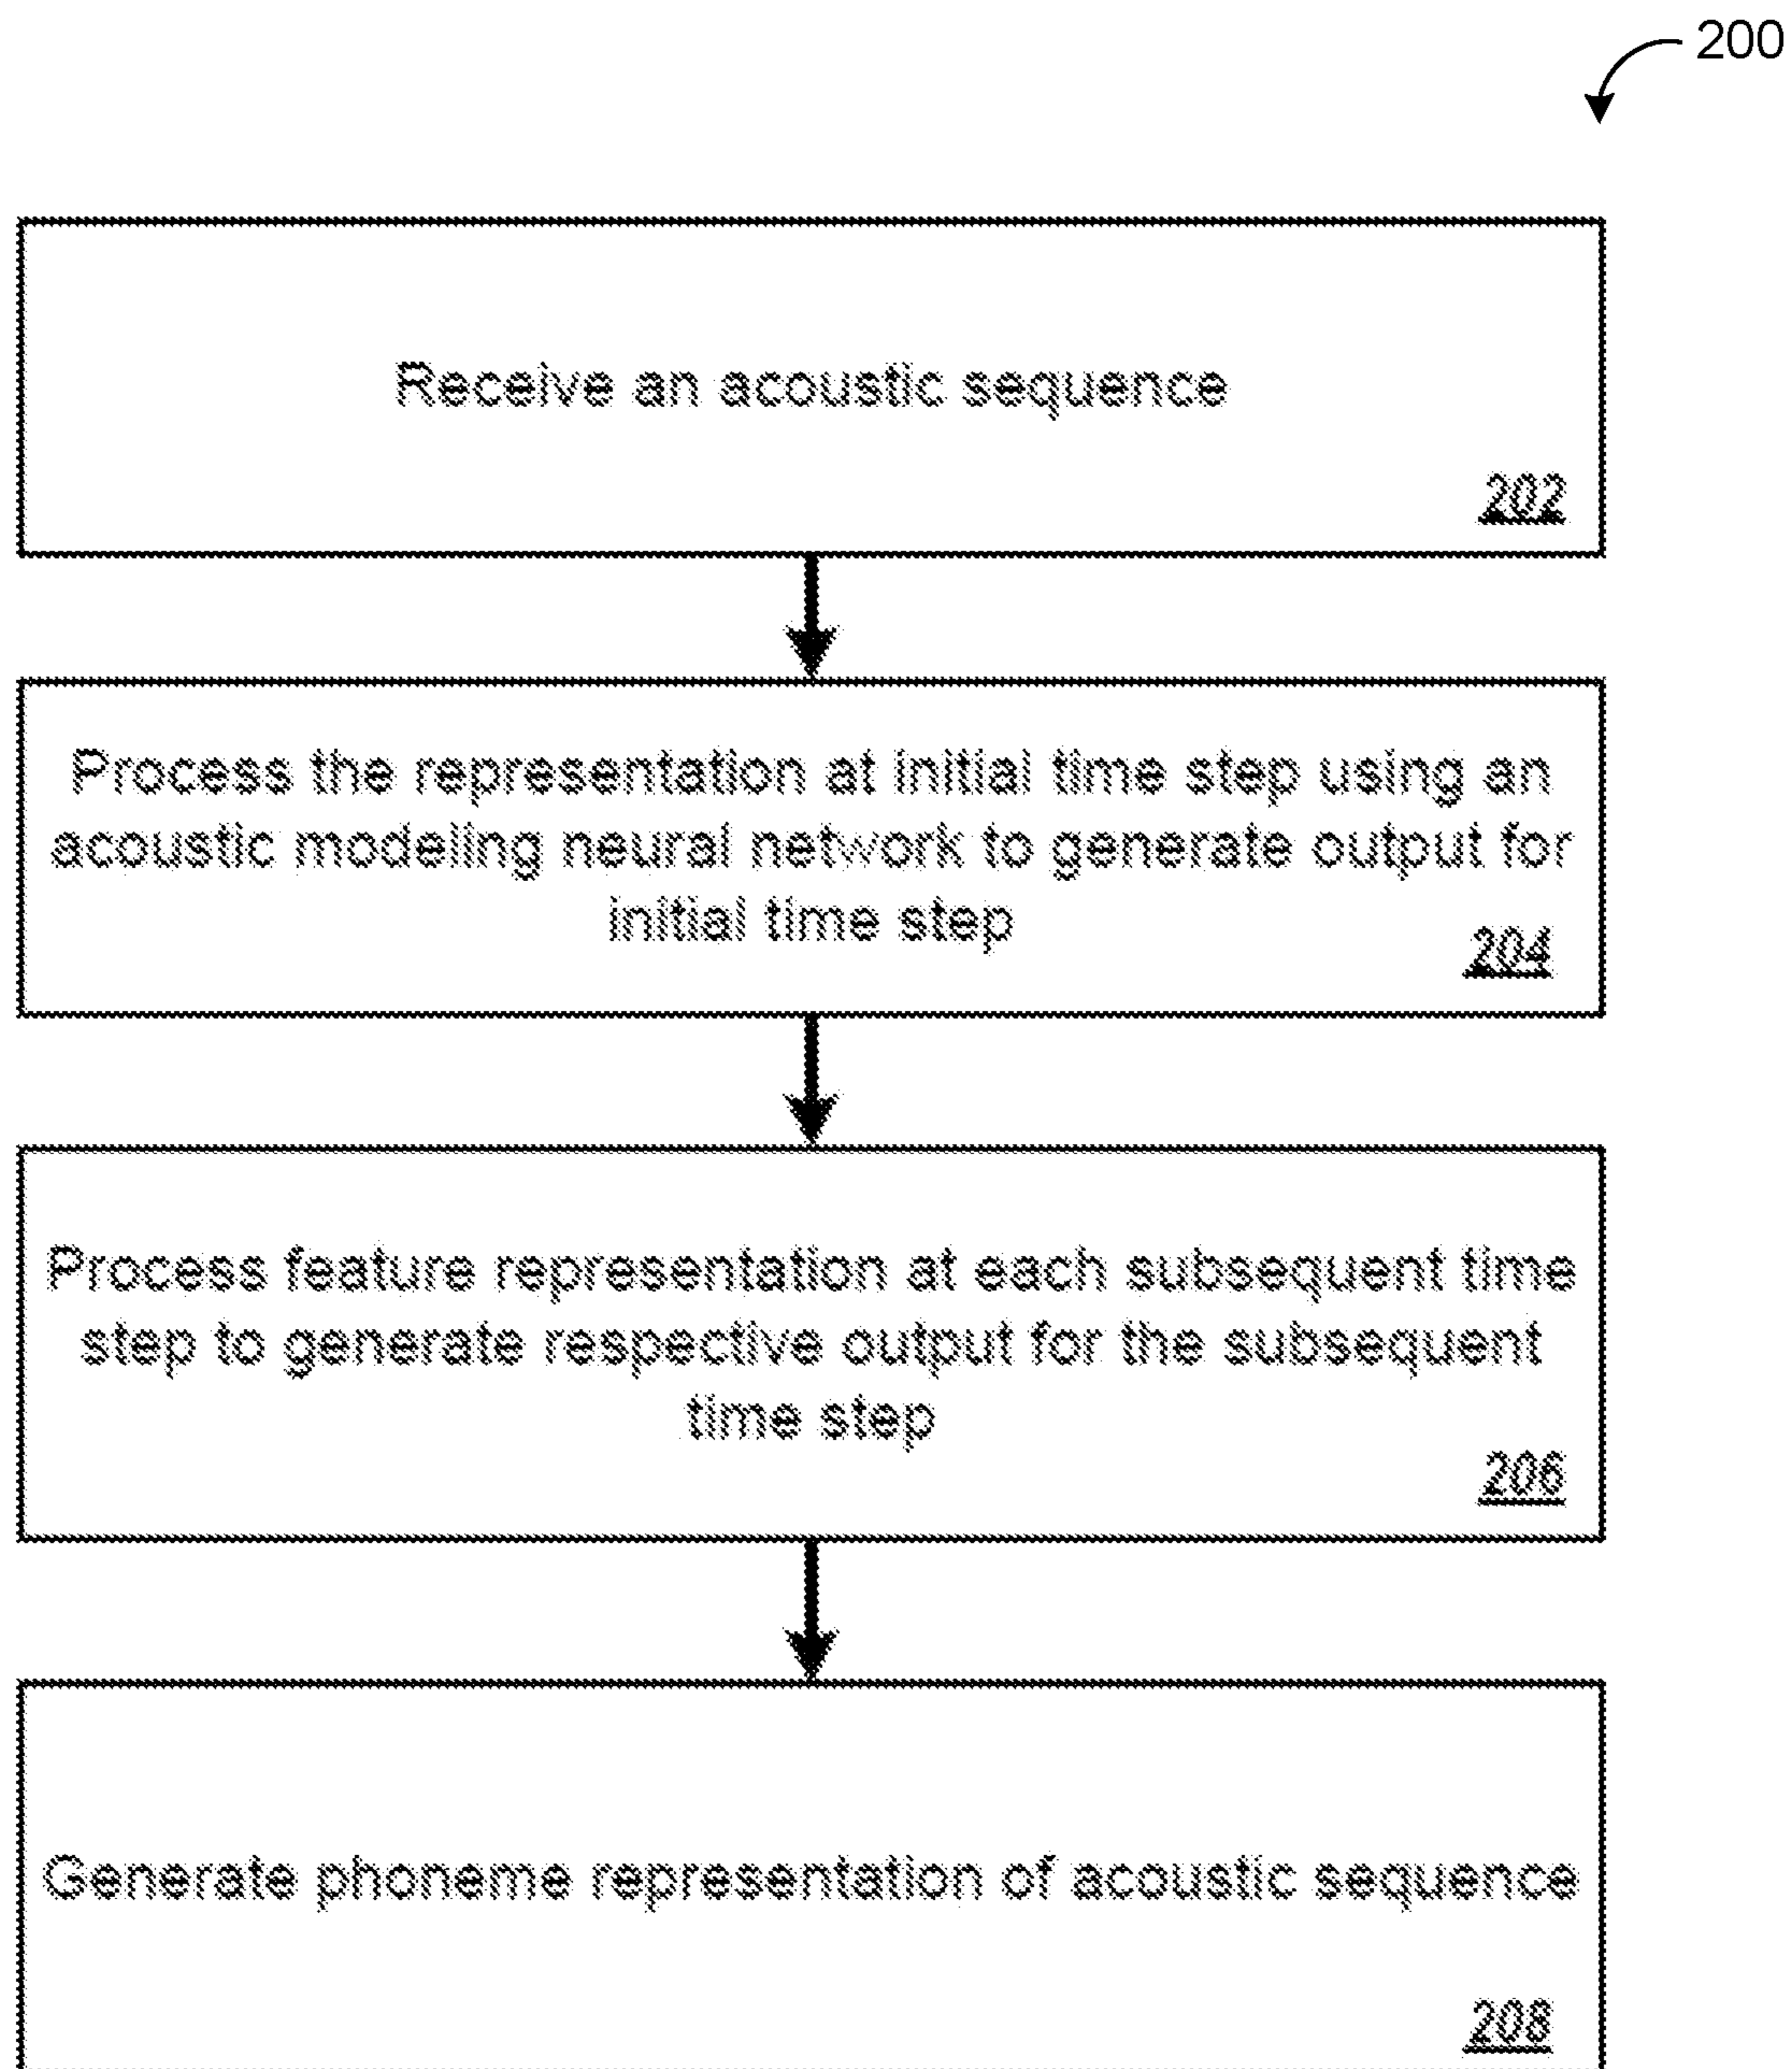 200
Receive an acoustic sequence
202
Process the representation at initial time step using an
acoustic modeling neural network to generate output for
initial time step
204
Process feature representation at each subsequent time
step to generate respective output for the subsequent
time step
206
Generate phoneme representation of acoustic sequence
208